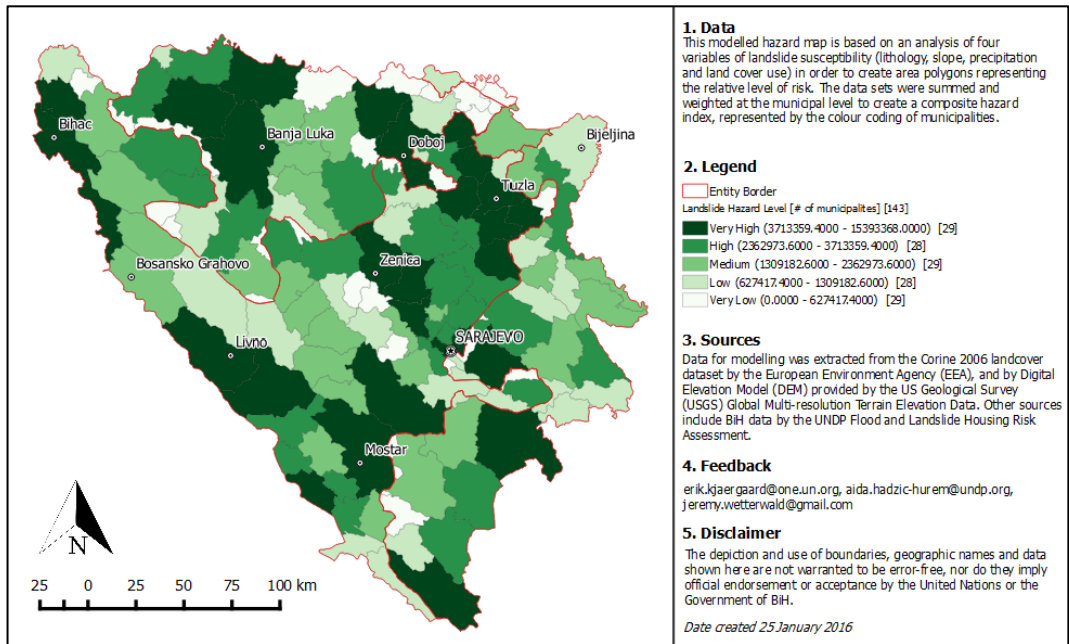 Bihac
Banja Luka
Doboj
Bijeljina
Tuzla
Bosansko Grahovo
Zenica
SARAJEVO
Livno
Mostar
N
25 0 25 50 75 100 km
1. Data
This modelled hazard map is based on an analysis of four
variables of landslide susceptibility (lithology, slope, precipitation
and land cover use) in order to create area polygons representing
the relative level of risk. The data sets were summed and
weighted at the municipal level to create a composite hazard
index, represented by the colour coding of municipalities.
2. Legend
Entity Border
Landslide Hazard Level [# of municipalites] [143]
Very High (3713359.4000 - 15393368.0000) [29]
High (2362973.6000 - 3713359.4000) [28]
Medium (1309182.6000 - 2362973.6000) [29]
Low (627417.4000 - 1309182.6000) [28]
Very Low (0.0000 - 627417.4000) [29]
3. Sources
Data for modelling was extracted from the Corine 2006 landcover
dataset by the European Environment Agency (EEA), and by Digital
Elevation Model (DEM) provided by the US Geological Survey
(USGS) Global Multi-resolution Terrain Elevation Data. Other sources
include BiH data by the UNDP Flood and Landslide Housing Risk
Assessment.
4. Feedback
erik.kjaergaard@one.un.org, aida.hadzic-hurem@undp.org,
jeremy.wetterwald@gmail.com
5. Disclaimer
The depiction and use of boundaries, geographic names and data
shown here are not warranted to be error-free, nor do they imply
official endorsement or acceptance by the United Nations or the
Government of BiH.
Date created 25 January 2016